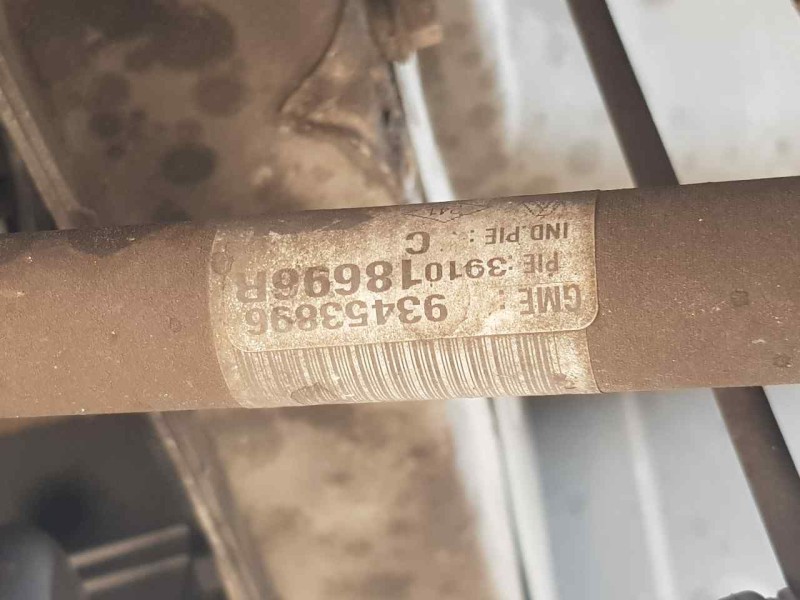 GME : 93453896
PIE : 391018696R
IND.PIE : C